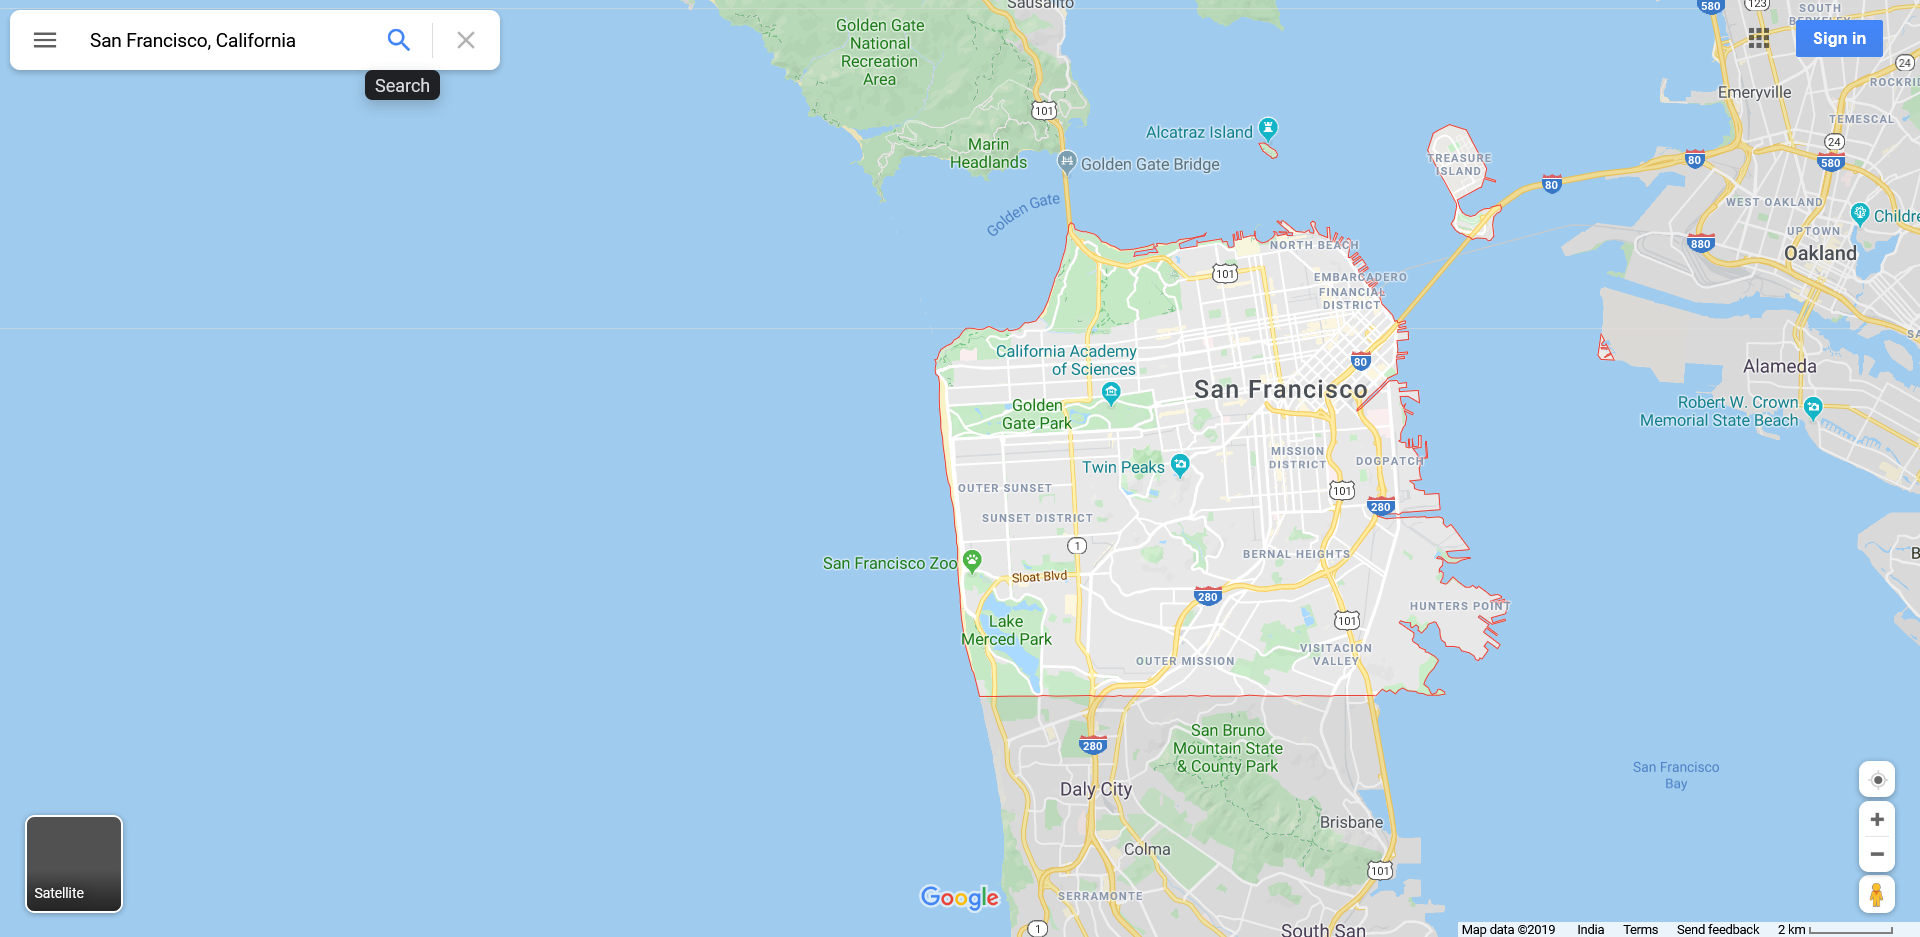 San Francisco, California
Search
Sign in
Sausalito
Golden Gate
National
Recreation
Area
101
Marin
Headlands
Alcatraz Island
Golden Gate Bridge
Golden Gate
TREASURE
ISLAND
80
80
580
123
SOUTH
BERKELEY
24
ROCKRID
Emeryville
TEMESCAL
24
580
WEST OAKLAND
Childre
UPTOWN
880
Oakland
NORTH BEACH
101
EMBARCADERO
FINANCIAL
DISTRICT
California Academy
of Sciences
80
San Francisco
Golden
Gate Park
Alameda
Robert W. Crown
Memorial State Beach
Twin Peaks
MISSION
DISTRICT
DOGPATCH
OUTER SUNSET
101
280
SUNSET DISTRICT
1
BERNAL HEIGHTS
San Francisco Zoo
Sloat Blvd
280
HUNTERS POINT
Lake
Merced Park
101
VISITACION
VALLEY
OUTER MISSION
San Bruno
Mountain State
& County Park
280
Daly City
San Francisco
Bay
Brisbane
Colma
101
SERRAMONTE
1
South San
Satellite
Google
Map data ©2019 India Terms Send feedback 2 km